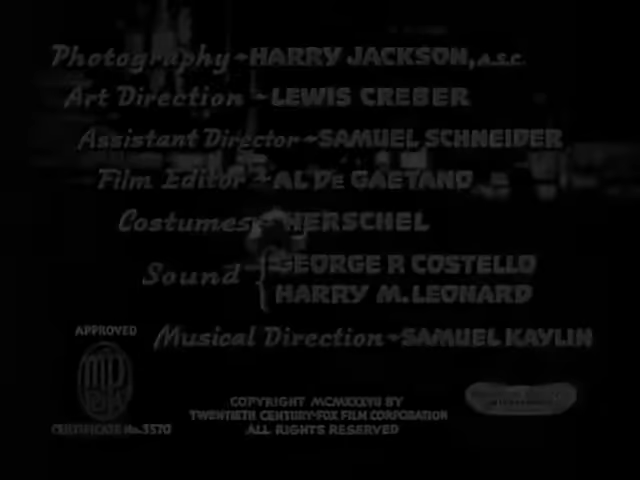 Photography - HARRY JACKSON, A.S.C.
Art Direction - LEWIS CREBER
Assistant Director - SAMUEL SCHNEIDER
Film Editor - AL DE GAETANO
Costumes - HERSCHEL
Sound { GEORGE P. COSTELLO
HARRY M. LEONARD
Musical Direction - SAMUEL KAYLIN
APPROVED
MPPDA
CERTIFICATE No. 3570
COPYRIGHT MCMXXXVII BY
TWENTIETH CENTURY-FOX FILM CORPORATION
ALL RIGHTS RESERVED